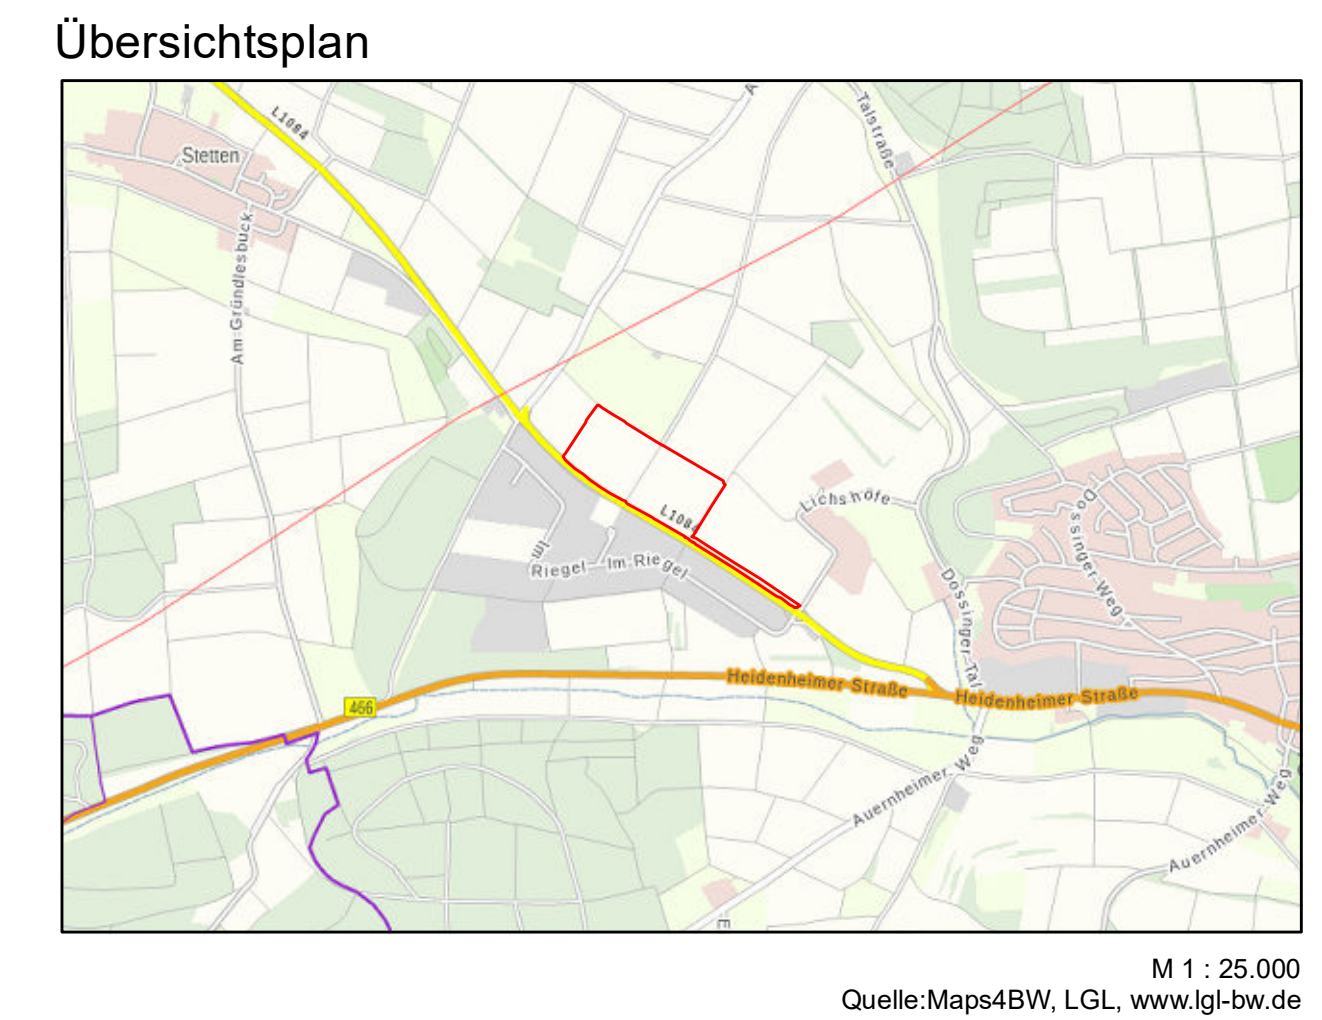 Übersichtsplan
L1084
Talstraße
Stetten
Am Gründlesbuck
L1084
Lichshöfe
Dossinger Weg
Im
Riegel
Im Riegel
Dossinger Tal
Heidenheimer Straße
Heidenheimer Straße
466
Auernheimer Weg
Auernheimer Weg
M 1 : 25.000
Quelle:Maps4BW, LGL, www.lgl-bw.de